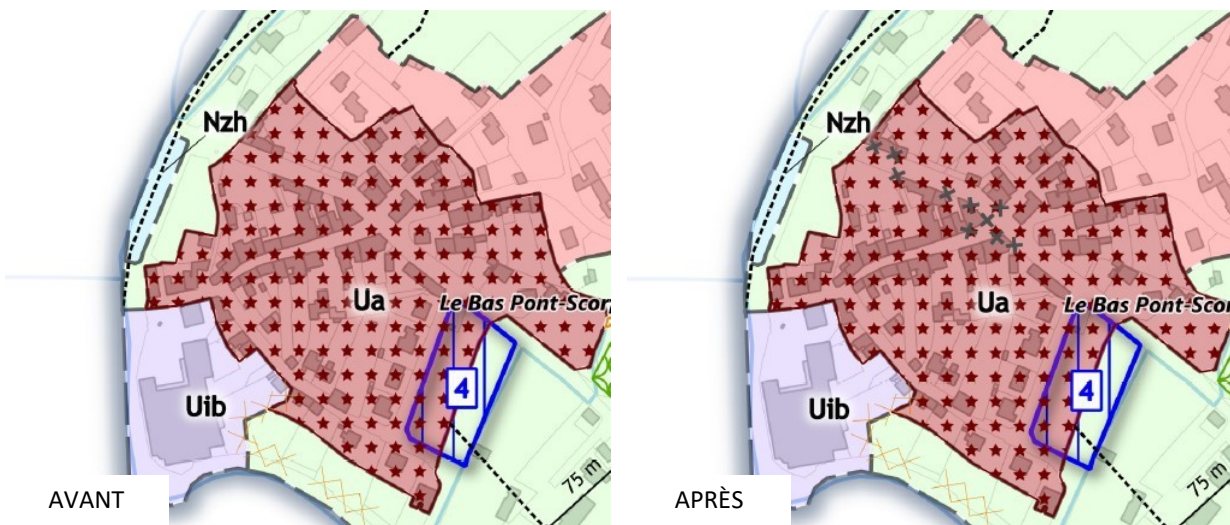 Nzh
Ua
Le Bas Pont-Scor
Uib
4
75 m
AVANT
Nzh
Ua
Le Bas Pont-Scor
Uib
4
75 m
APRÈS